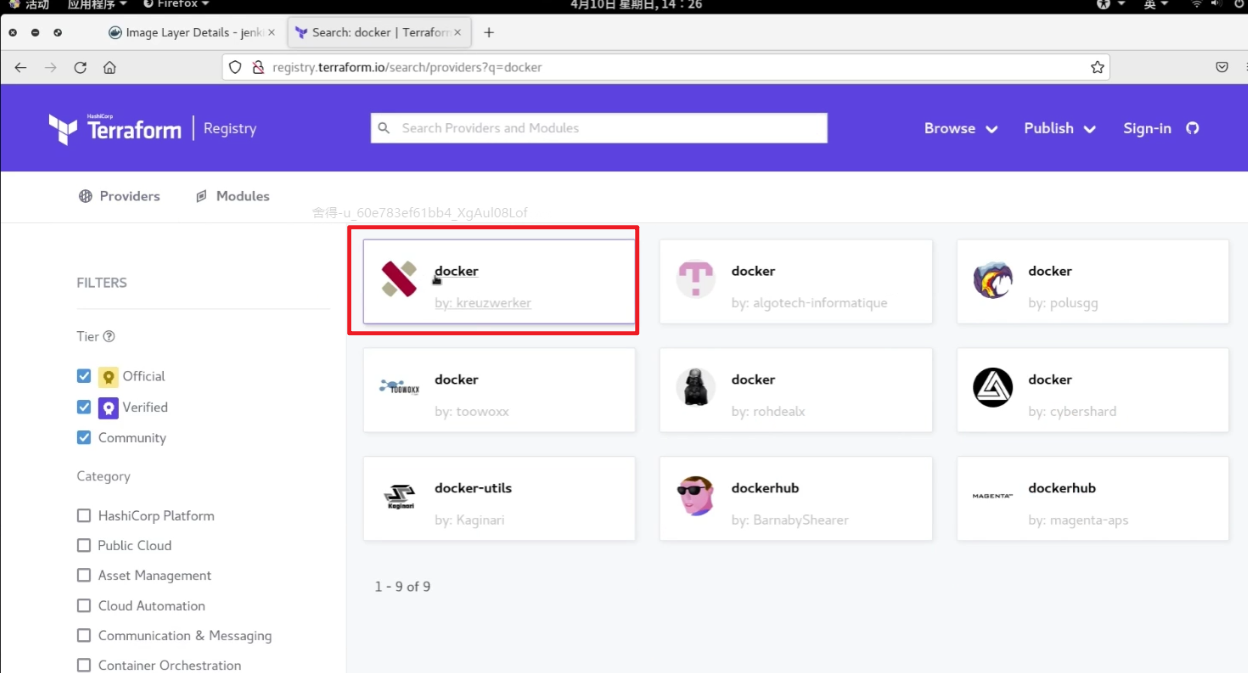 活动 应用程序 Firefox 4月10日 星期日, 14：26 英
Image Layer Details - jenki × Search: docker | Terraform × +
registry.terraform.io/search/providers?q=docker
HashiCorp
Terraform Registry Search Providers and Modules Browse Publish Sign-in
Providers Modules
舍得-u_60e783ef61bb4_XgAul08Lof
FILTERS
Tier ?
Official
Verified
Community
Category
HashiCorp Platform
Public Cloud
Asset Management
Cloud Automation
Communication & Messaging
Container Orchestration
docker
by: kreuzwerker
docker
by: algotech-informatique
docker
by: polusgg
TOOWOXX
docker
by: toowoxx
docker
by: rohdealx
docker
by: cybershard
Kaginari
docker-utils
by: Kaginari
dockerhub
by: BarnabyShearer
MAGENTA
dockerhub
by: magenta-aps
1 - 9 of 9